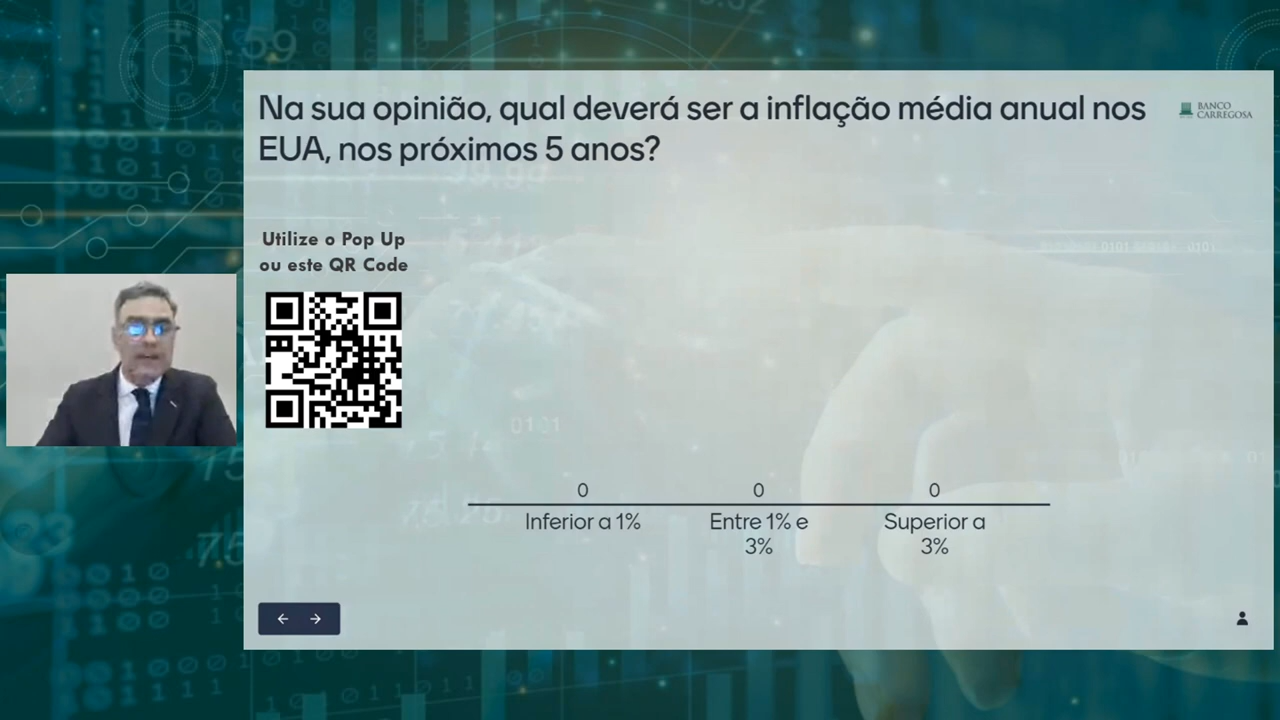 Na sua opinião, qual deverá ser a inflação média anual nos
EUA, nos próximos 5 anos?
BANCO
CARREGOSA
Utilize o Pop Up
ou este QR Code
0
0
0
Inferior a 1%
Entre 1% e
3%
Superior a
3%